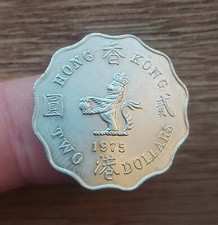 HONG KONG
香
圓
貳
1975
港
TWO DOLLARS